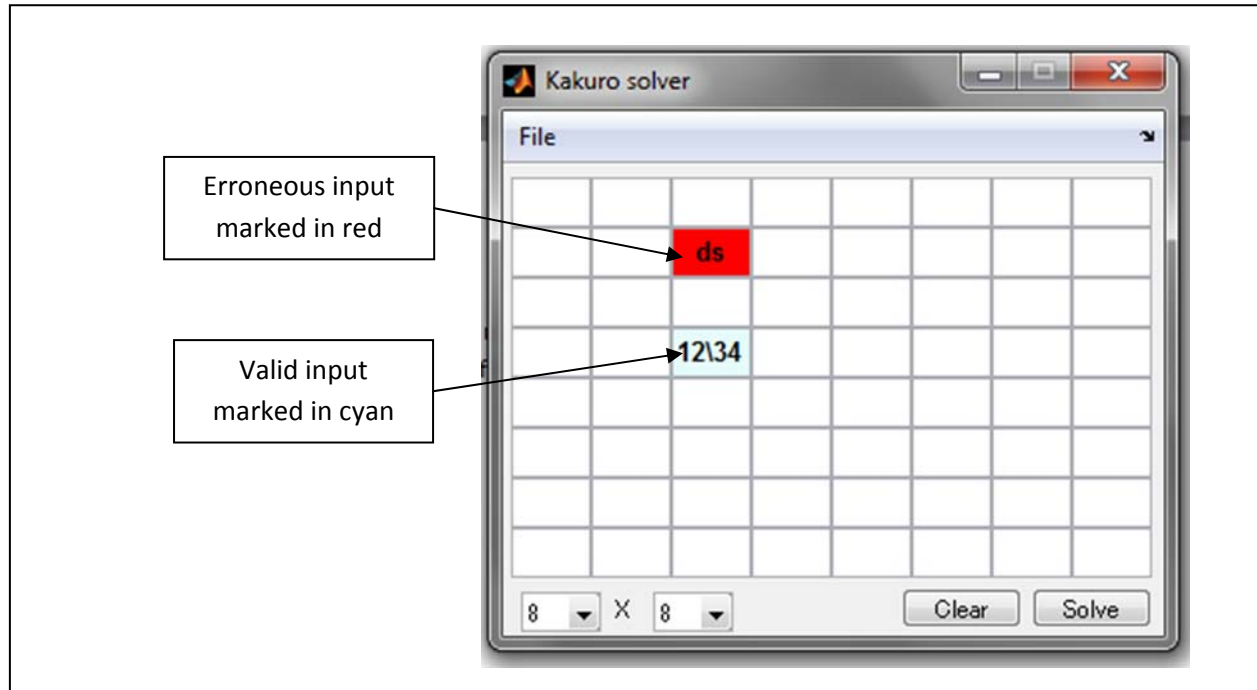 Kakuro solver
File
Erroneous input
marked in red
ds
12\34
Valid input
marked in cyan
8 X 8
Clear
Solve